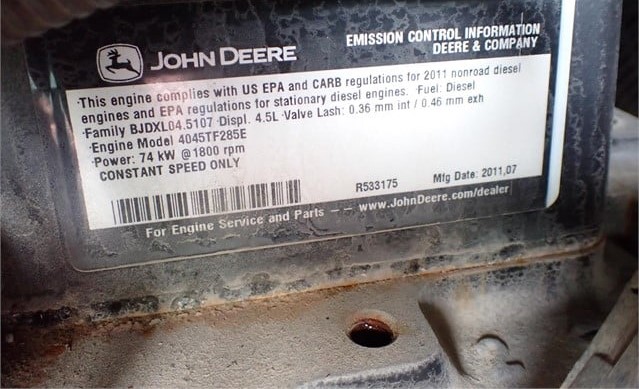 JOHN DEERE
EMISSION CONTROL INFORMATION
DEERE & COMPANY
·This engine complies with US EPA and CARB regulations for 2011 nonroad diesel
engines and EPA regulations for stationary diesel engines. ·Fuel: Diesel
·Family BJDXL04.5107 ·Displ. 4.5L ·Valve Lash: 0.36 mm int / 0.46 mm exh
·Engine Model 4045TF285E
·Power: 74 kW @1800 rpm
CONSTANT SPEED ONLY
R533175
Mfg Date: 2011,07
For Engine Service and Parts -- www.JohnDeere.com/dealer